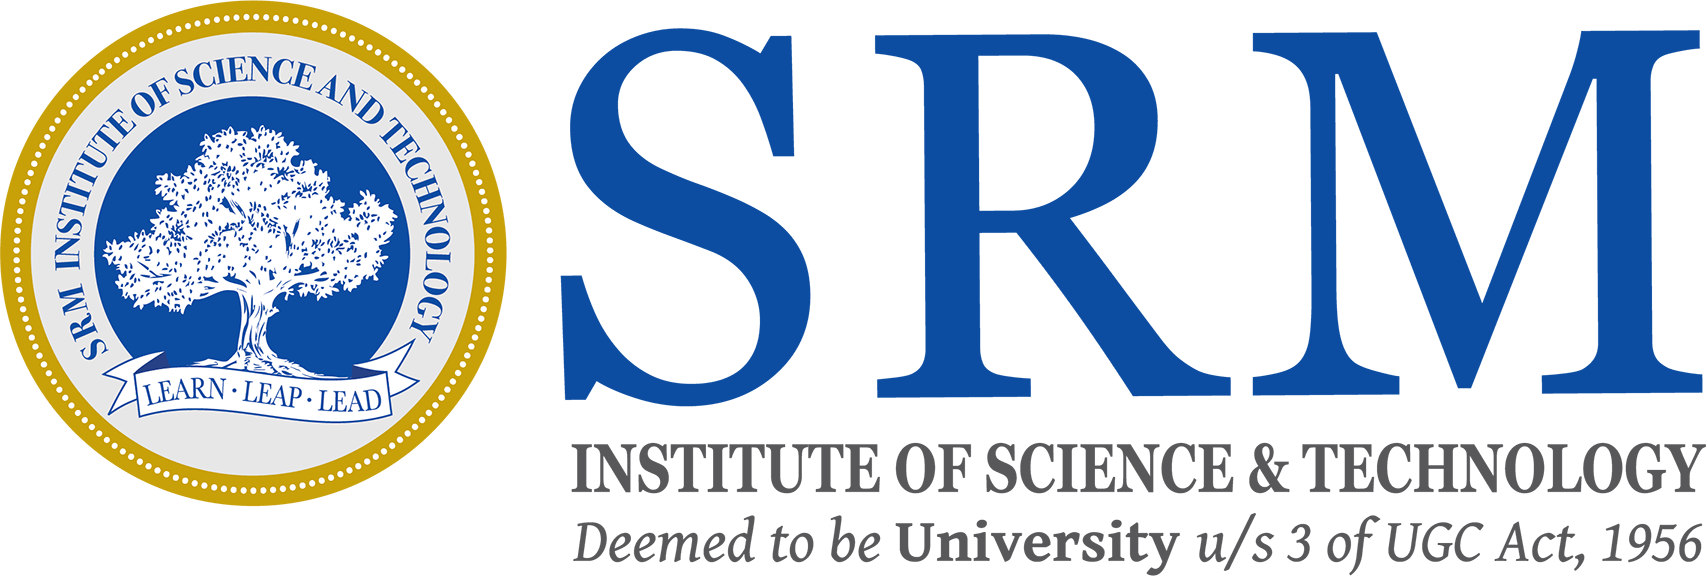 SRM INSTITUTE OF SCIENCE AND TECHNOLOGY
LEARN · LEAP · LEAD
SRM
INSTITUTE OF SCIENCE & TECHNOLOGY
Deemed to be University u/s 3 of UGC Act, 1956